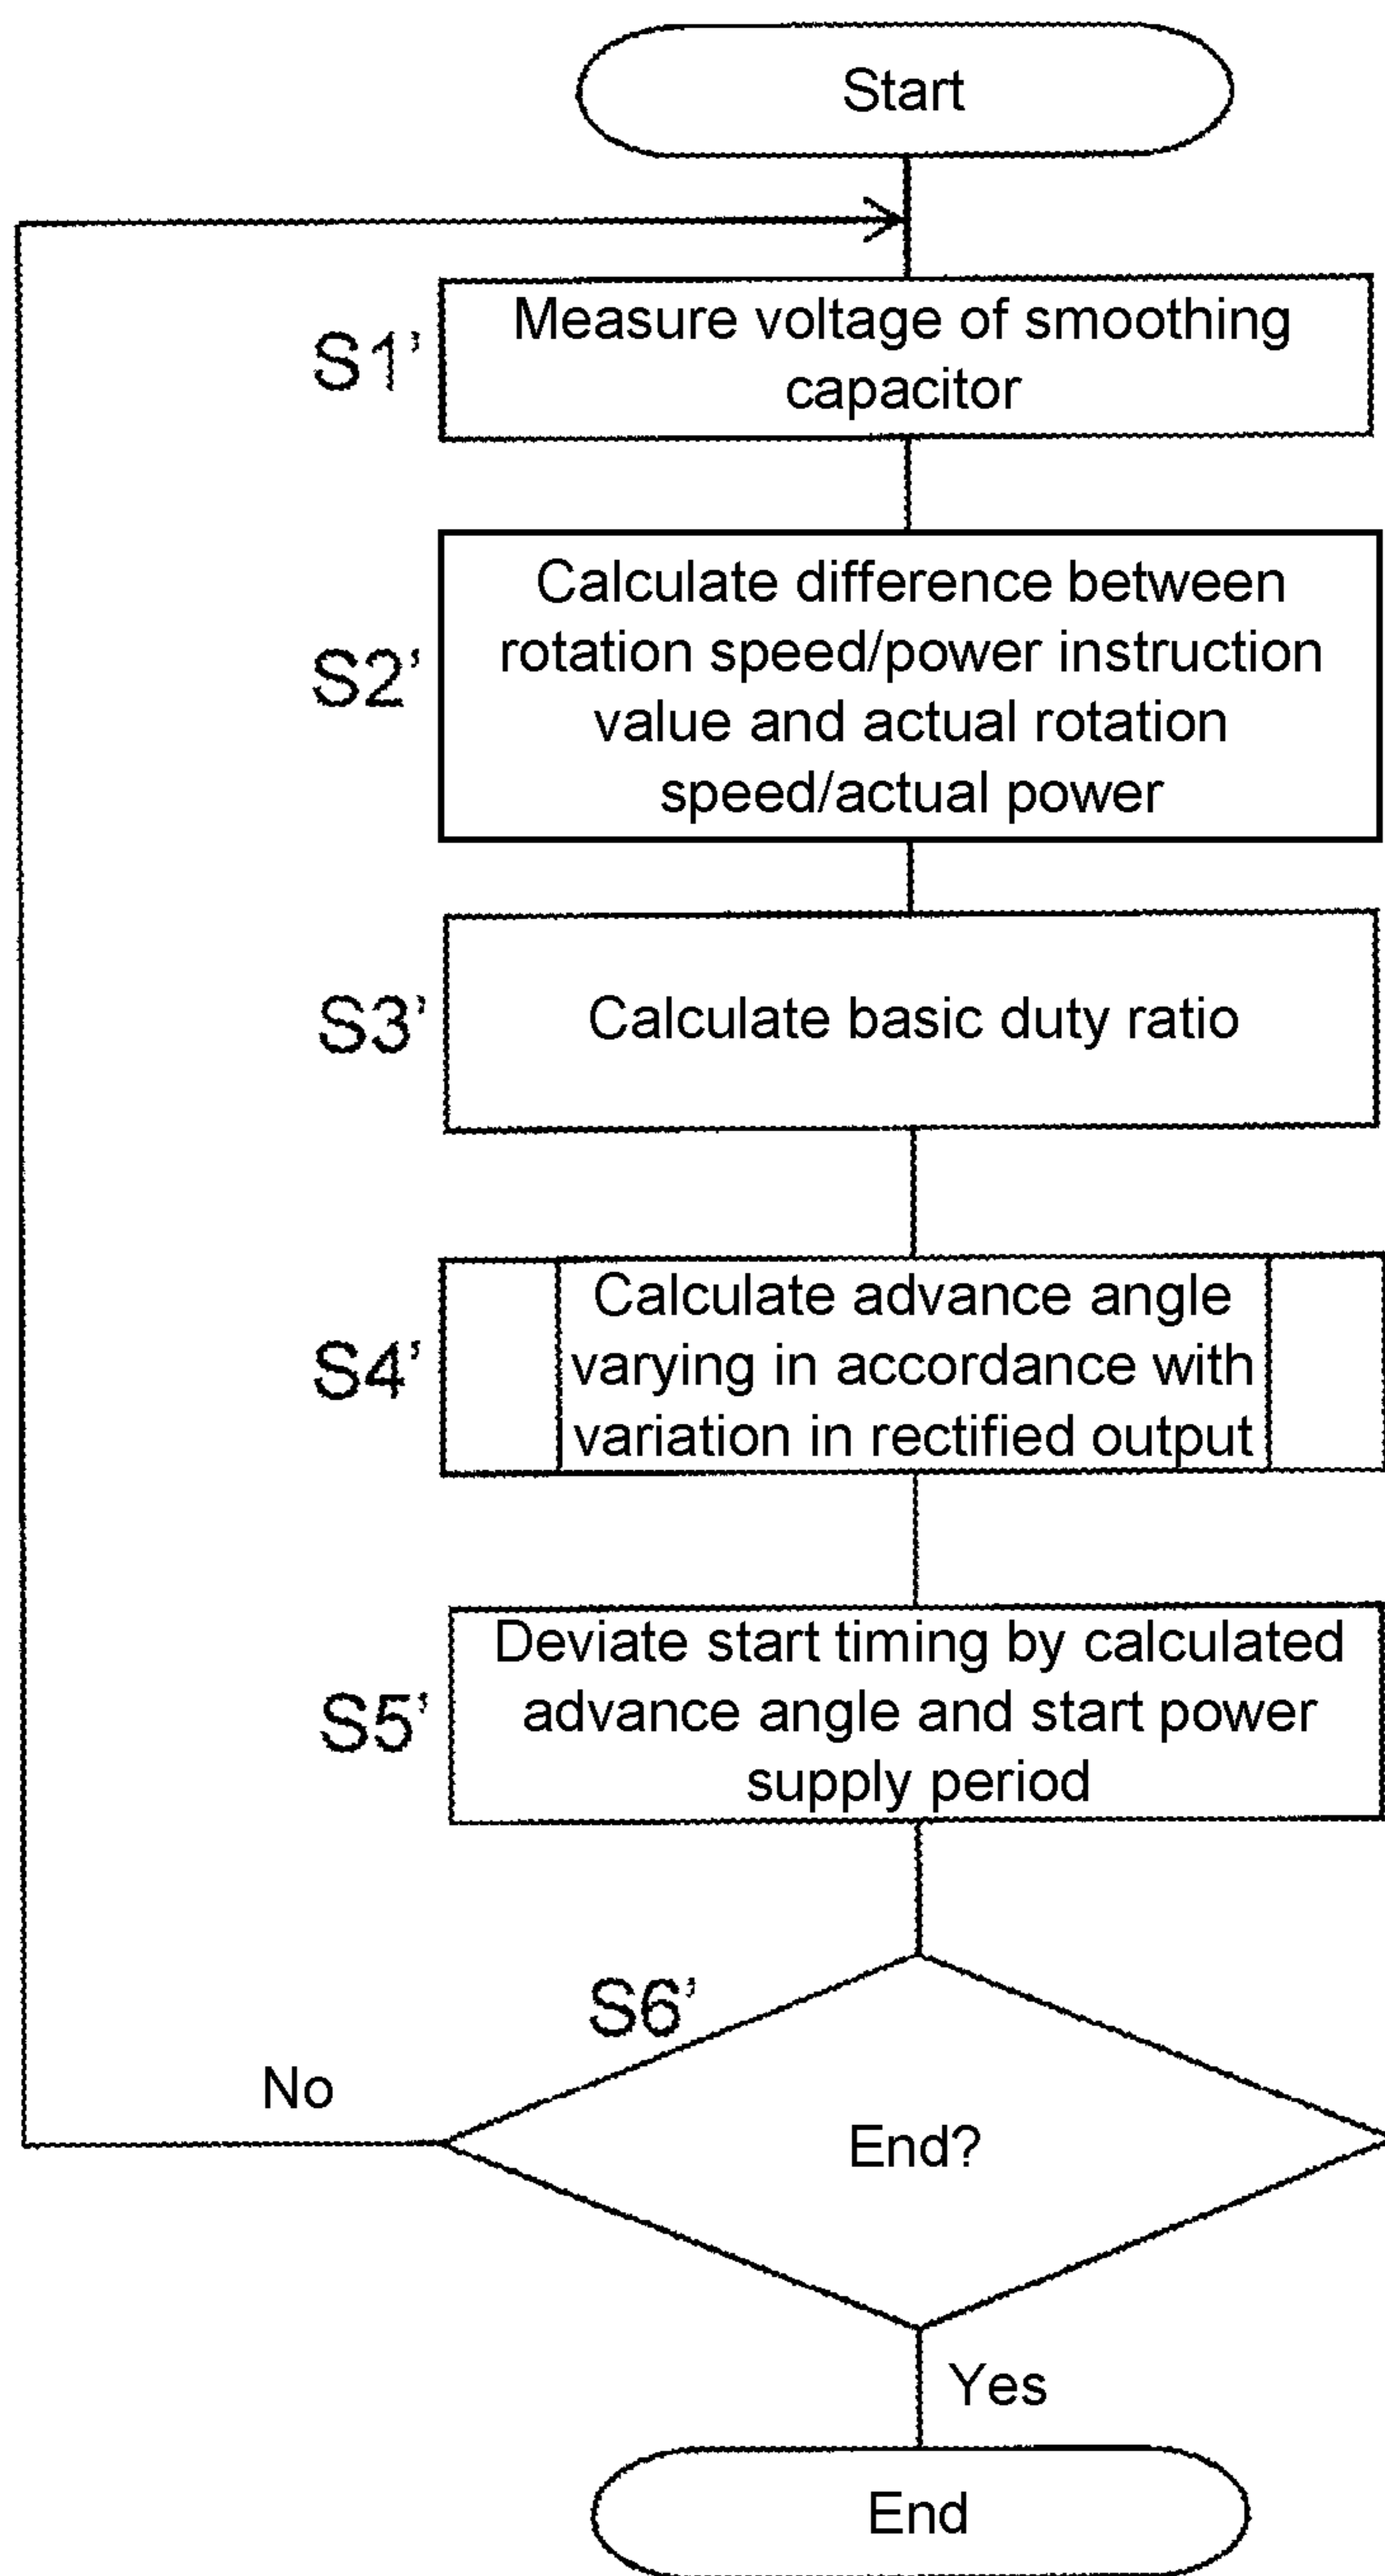 Start
S1’
Measure voltage of smoothing
capacitor
S2’
Calculate difference between
rotation speed/power instruction
value and actual rotation
speed/actual power
S3’
Calculate basic duty ratio
S4’
Calculate advance angle
varying in accordance with
variation in rectified output
S5’
Deviate start timing by calculated
advance angle and start power
supply period
S6’
No
End?
Yes
End